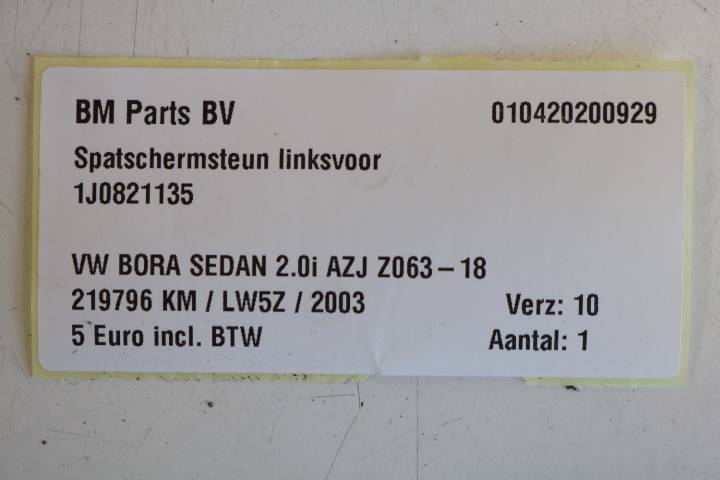 BM Parts BV 010420200929
Spatschermsteun linksvoor
1J0821135
VW BORA SEDAN 2.0i AZJ Z063-18
219796 KM / LW5Z / 2003 Verz: 10
5 Euro incl. BTW Aantal: 1